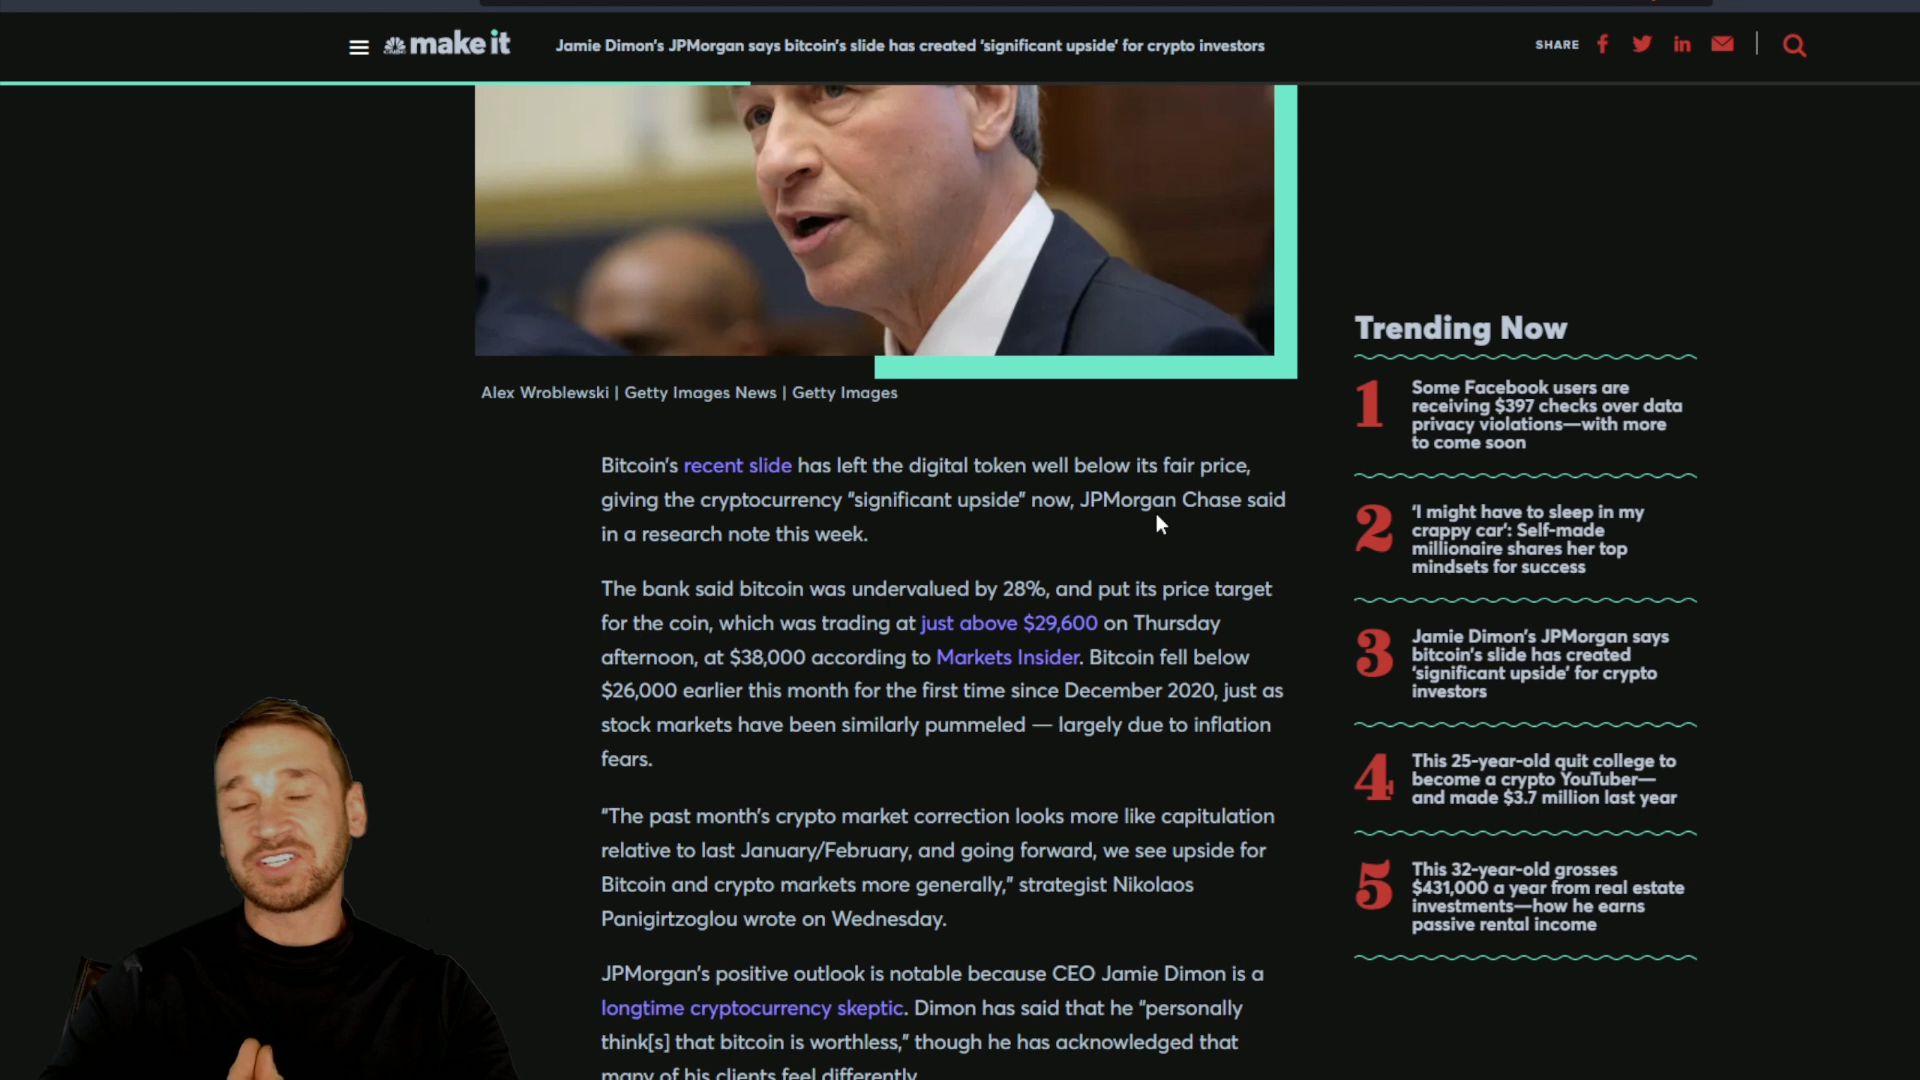 make it
Jamie Dimon's JPMorgan says bitcoin's slide has created 'significant upside' for crypto investors
SHARE
Alex Wroblewski | Getty Images News | Getty Images
Bitcoin's recent slide has left the digital token well below its fair price,
giving the cryptocurrency "significant upside" now, JPMorgan Chase said
in a research note this week.
The bank said bitcoin was undervalued by 28%, and put its price target
for the coin, which was trading at just above $29,600 on Thursday
afternoon, at $38,000 according to Markets Insider. Bitcoin fell below
$26,000 earlier this month for the first time since December 2020, just as
stock markets have been similarly pummeled — largely due to inflation
fears.
"The past month's crypto market correction looks more like capitulation
relative to last January/February, and going forward, we see upside for
Bitcoin and crypto markets more generally," strategist Nikolaos
Panigirtzoglou wrote on Wednesday.
JPMorgan's positive outlook is notable because CEO Jamie Dimon is a
longtime cryptocurrency skeptic. Dimon has said that he "personally
think[s] that bitcoin is worthless," though he has acknowledged that
many of his clients feel differently.
Trending Now
1
Some Facebook users are
receiving $397 checks over data
privacy violations—with more
to come soon
2
'I might have to sleep in my
crappy car': Self-made
millionaire shares her top
mindsets for success
3
Jamie Dimon's JPMorgan says
bitcoin's slide has created
'significant upside' for crypto
investors
4
This 25-year-old quit college to
become a crypto YouTuber—
and made $3.7 million last year
5
This 32-year-old grosses
$431,000 a year from real estate
investments—how he earns
passive rental income